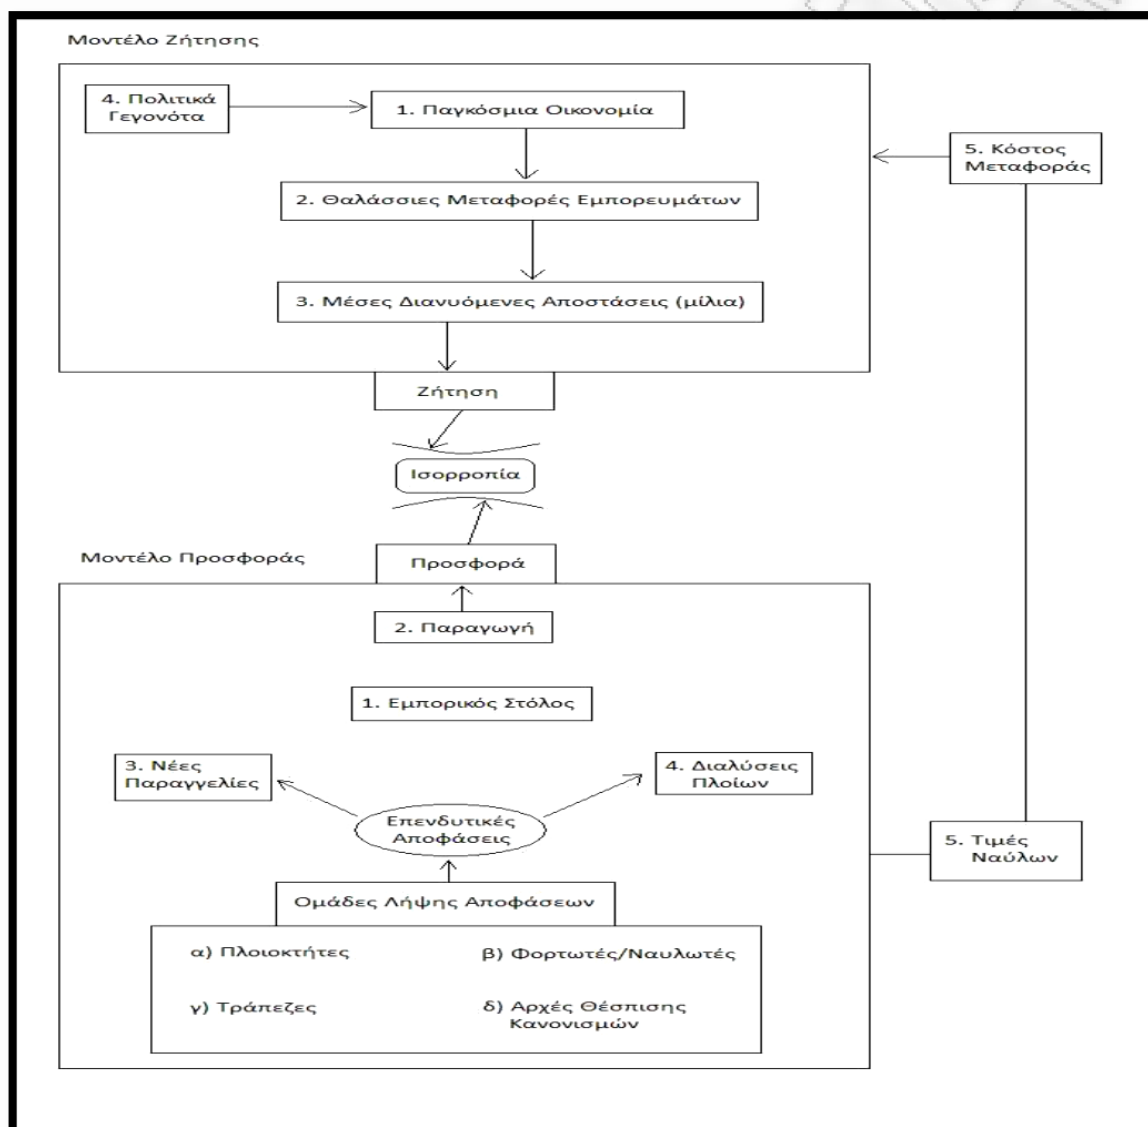 Μοντέλο Ζήτησης
4. Πολιτικά
Γεγονότα
1. Παγκόσμια Οικονομία
5. Κόστος
Μεταφοράς
2. Θαλάσσιες Μεταφορές Εμπορευμάτων
3. Μέσες Διανυόμενες Αποστάσεις (μίλια)
Ζήτηση
Ισορροπία
Μοντέλο Προσφοράς
Προσφορά
2. Παραγωγή
1. Εμπορικός Στόλος
3. Νέες
Παραγγελίες
4. Διαλύσεις
Πλοίων
Επενδυτικές
Αποφάσεις
5. Τιμές
Ναύλων
Ομάδες Λήψης Αποφάσεων
α) Πλοιοκτήτες
β) Φορτωτές/Ναυλωτές
γ) Τράπεζες
δ) Αρχές Θέσπισης
Κανονισμών